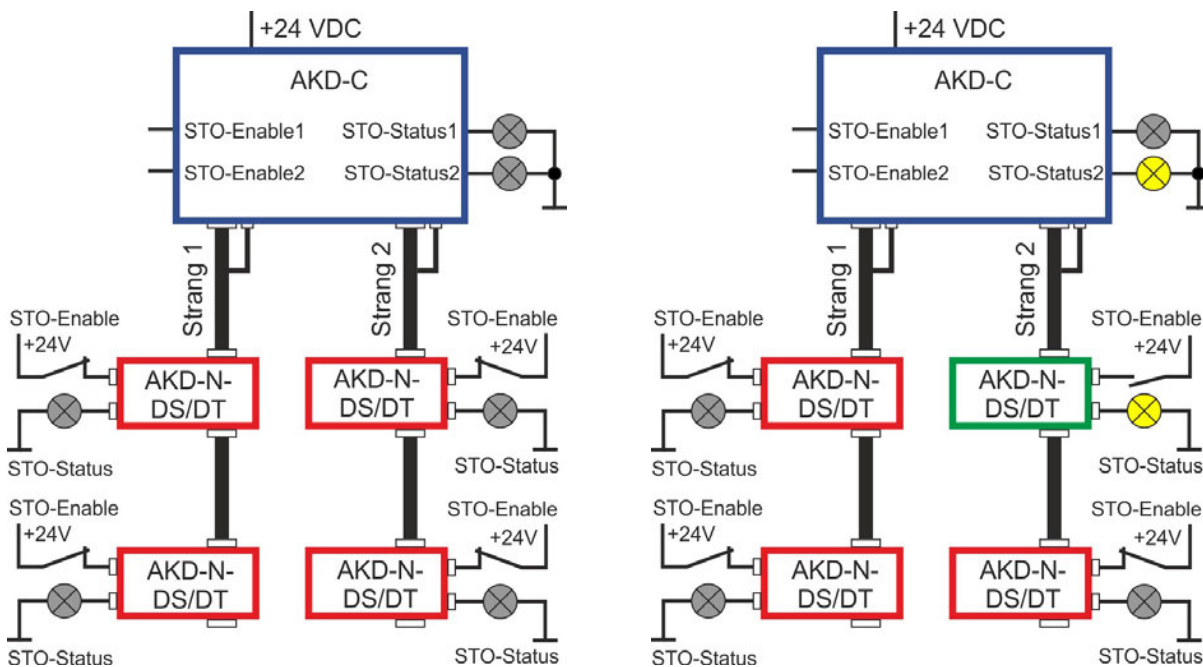 +24 VDC
AKD-C
STO-Enable1 STO-Status1
STO-Enable2 STO-Status2
Strang 1
Strang 2
STO-Enable
+24V
AKD-N-
DS/DT
STO-Status
STO-Enable
+24V
AKD-N-
DS/DT
STO-Status
STO-Enable
+24V
AKD-N-
DS/DT
STO-Status
STO-Enable
+24V
AKD-N-
DS/DT
STO-Status
+24 VDC
AKD-C
STO-Enable1 STO-Status1
STO-Enable2 STO-Status2
Strang 1
Strang 2
STO-Enable
+24V
AKD-N-
DS/DT
STO-Status
STO-Enable
+24V
AKD-N-
DS/DT
STO-Status
STO-Enable
+24V
AKD-N-
DS/DT
STO-Status
STO-Enable
+24V
AKD-N-
DS/DT
STO-Status